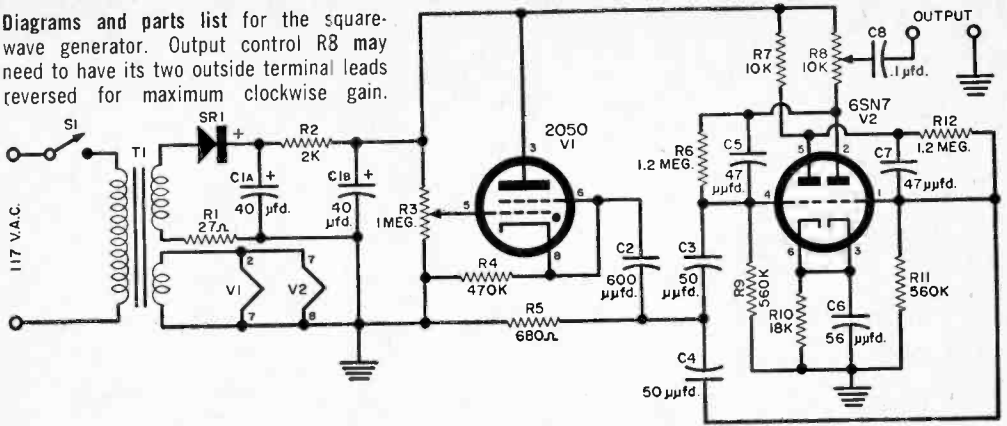 Diagrams and parts list for the square-
wave generator. Output control R8 may
need to have its two outside terminal leads
reversed for maximum clockwise gain.
OUTPUT
C8
.1 µfd.
R7
10K
R8
10K
S1
T1
117 V.A.C.
SR1
+
R2
2K
C1A
+
40
µfd.
C1B
+
40
µfd.
R1
27Ω
2
V1
7
7
V2
8
R3
1 MEG.
2050
V1
3
5
6
8
R4
470K
R5
680Ω
C2
600
µµfd.
C3
50
µµfd.
C4
50 µµfd.
R6
1.2 MEG.
C5
47
µµfd.
6SN7
V2
5
2
4
1
6
3
C7
47µµfd.
R12
1.2 MEG.
R9
560K
R10
18K
C6
56
µµfd.
R11
560K